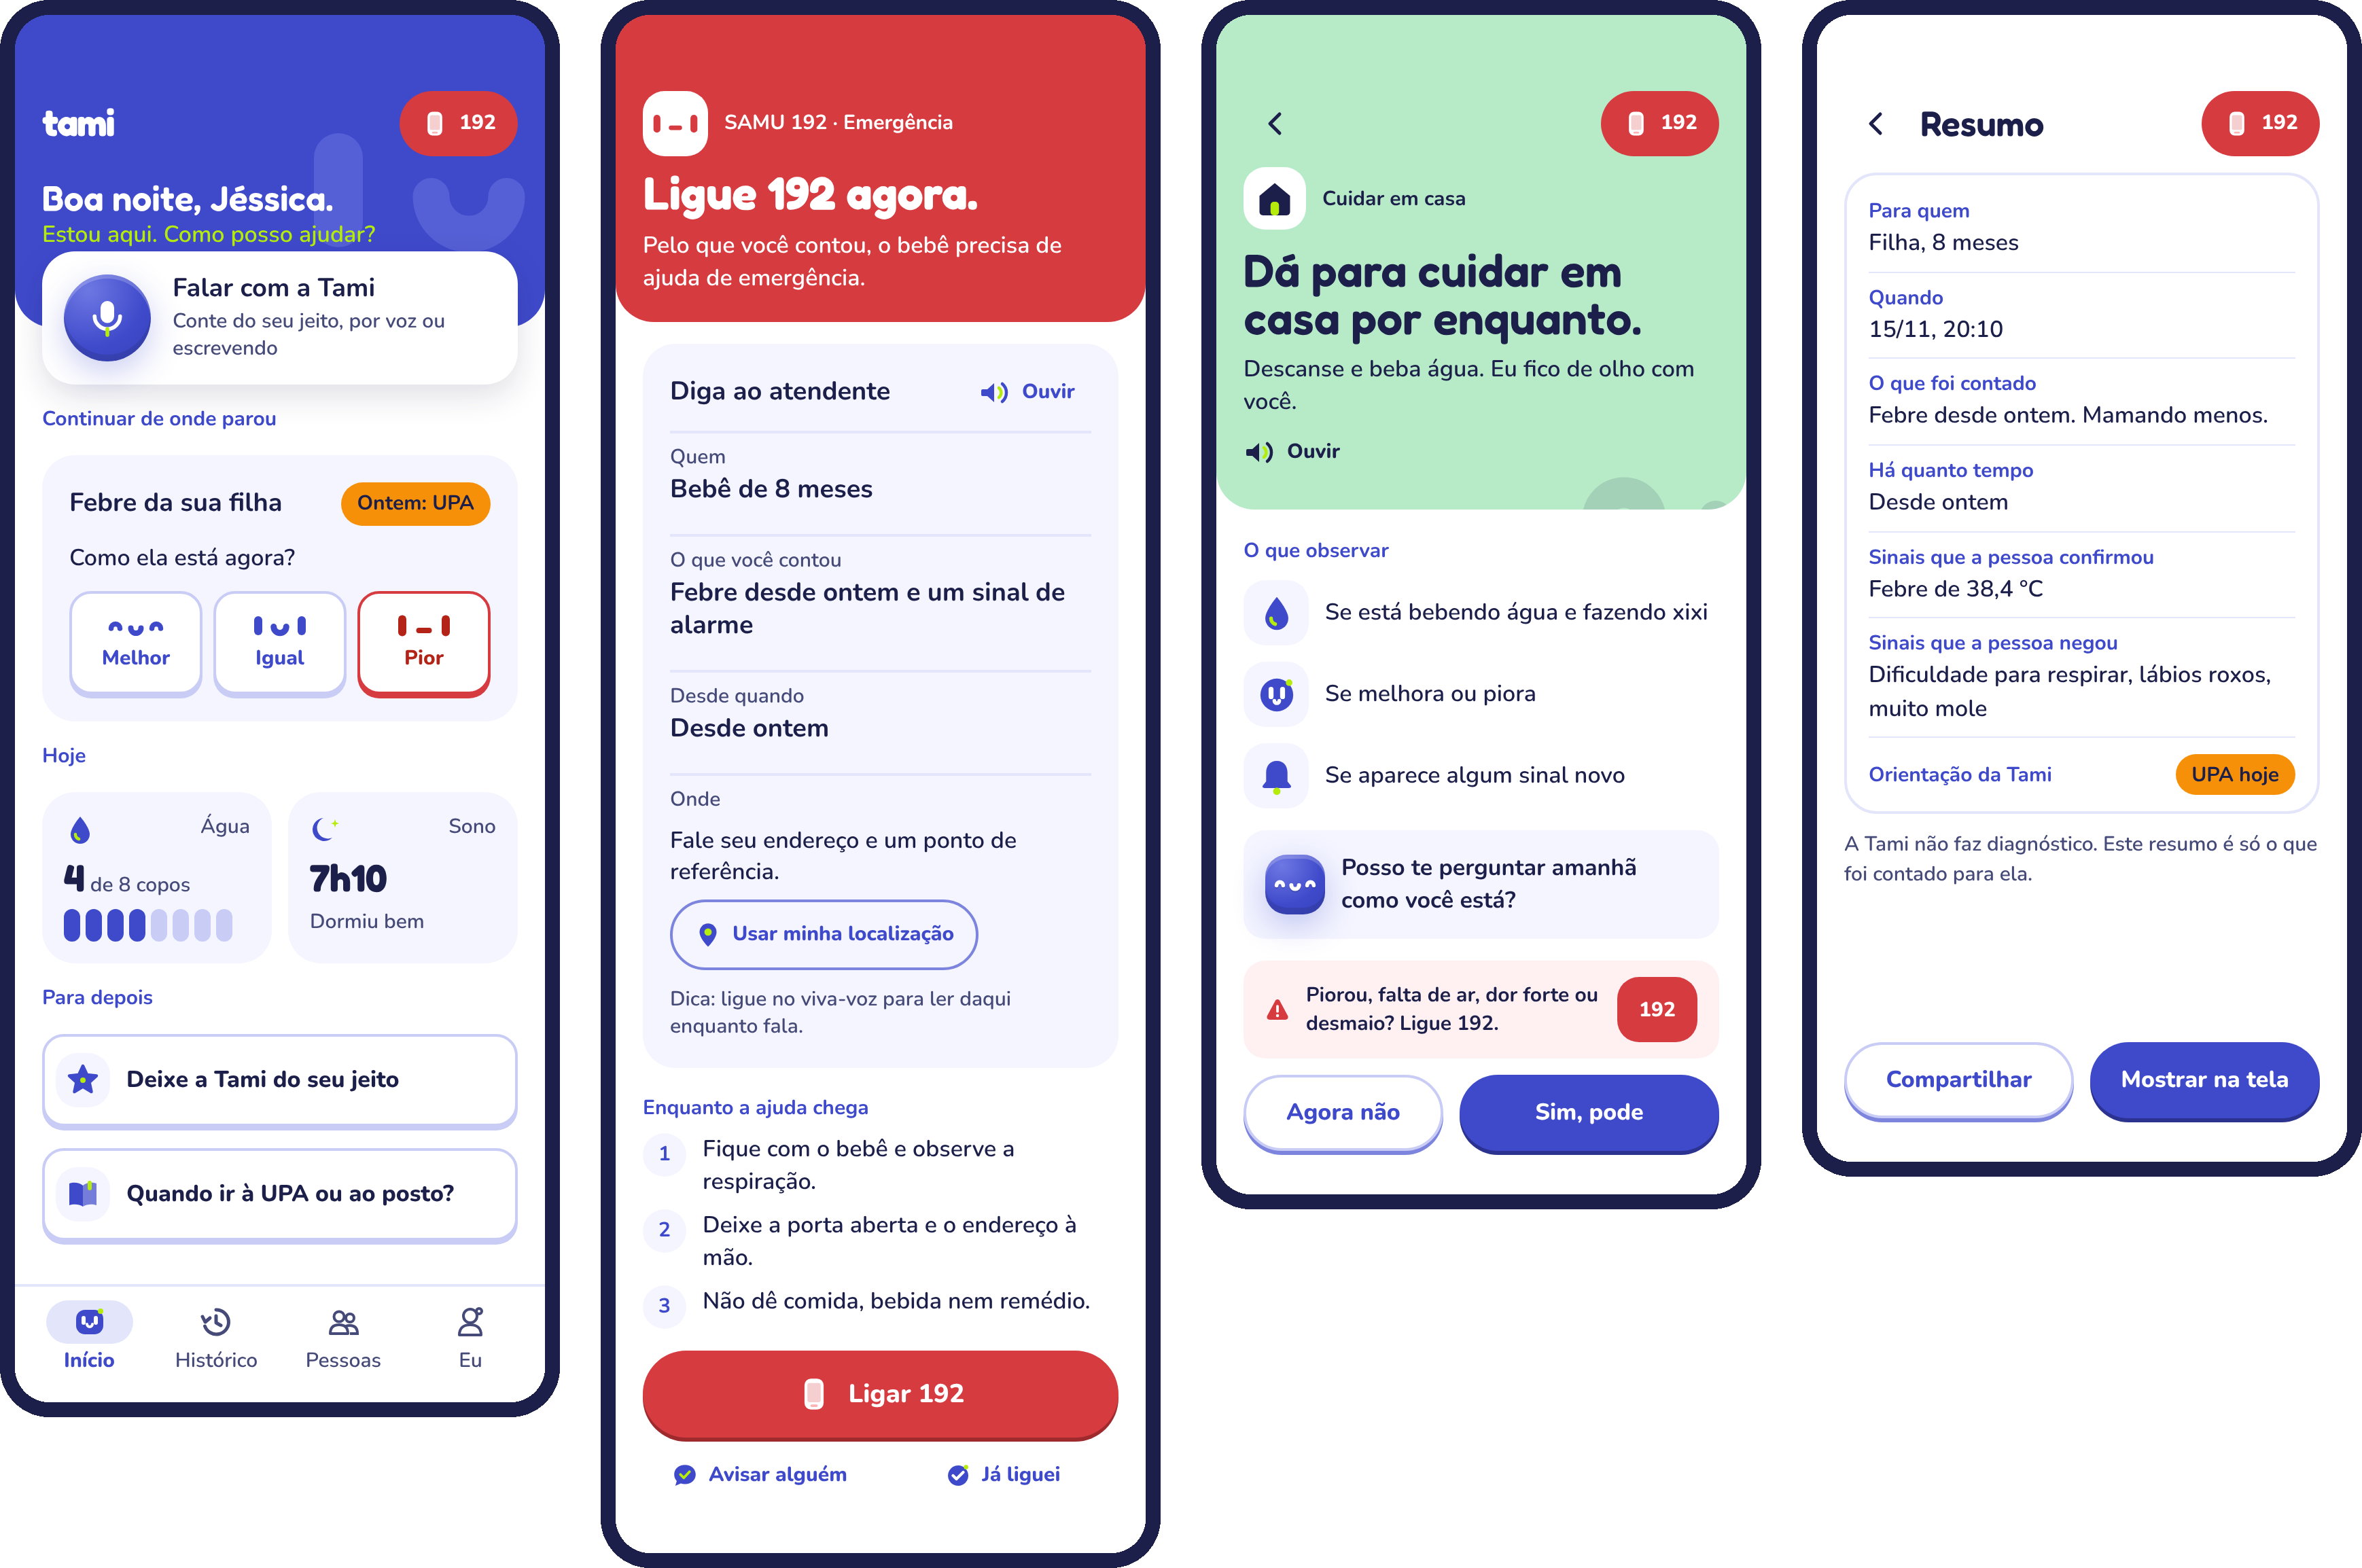 tami
192
Boa noite, Jéssica.
Estou aqui. Como posso ajudar?
Falar com a Tami
Conte do seu jeito, por voz ou
escrevendo
Continuar de onde parou
Febre da sua filha
Ontem: UPA
Como ela está agora?
Melhor
Igual
Pior
Hoje
Água
4 de 8 copos
Sono
7h10
Dormiu bem
Para depois
Deixe a Tami do seu jeito
Quando ir à UPA ou ao posto?
Início
Histórico
Pessoas
Eu
SAMU 192 · Emergência
Ligue 192 agora.
Pelo que você contou, o bebê precisa de
ajuda de emergência.
Diga ao atendente
Ouvir
Quem
Bebê de 8 meses
O que você contou
Febre desde ontem e um sinal de
alarme
Desde quando
Desde ontem
Onde
Fale seu endereço e um ponto de
referência.
Usar minha localização
Dica: ligue no viva-voz para ler daqui
enquanto fala.
Enquanto a ajuda chega
1 Fique com o bebê e observe a
respiração.
2 Deixe a porta aberta e o endereço à
mão.
3 Não dê comida, bebida nem remédio.
Ligar 192
Avisar alguém
Já liguei
192
Cuidar em casa
Dá para cuidar em
casa por enquanto.
Descanse e beba água. Eu fico de olho com
você.
Ouvir
O que observar
Se está bebendo água e fazendo xixi
Se melhora ou piora
Se aparece algum sinal novo
Posso te perguntar amanhã
como você está?
Piorou, falta de ar, dor forte ou
desmaio? Ligue 192.
192
Agora não
Sim, pode
Resumo
192
Para quem
Filha, 8 meses
Quando
15/11, 20:10
O que foi contado
Febre desde ontem. Mamando menos.
Há quanto tempo
Desde ontem
Sinais que a pessoa confirmou
Febre de 38,4 °C
Sinais que a pessoa negou
Dificuldade para respirar, lábios roxos,
muito mole
Orientação da Tami
UPA hoje
A Tami não faz diagnóstico. Este resumo é só o que
foi contado para ela.
Compartilhar
Mostrar na tela